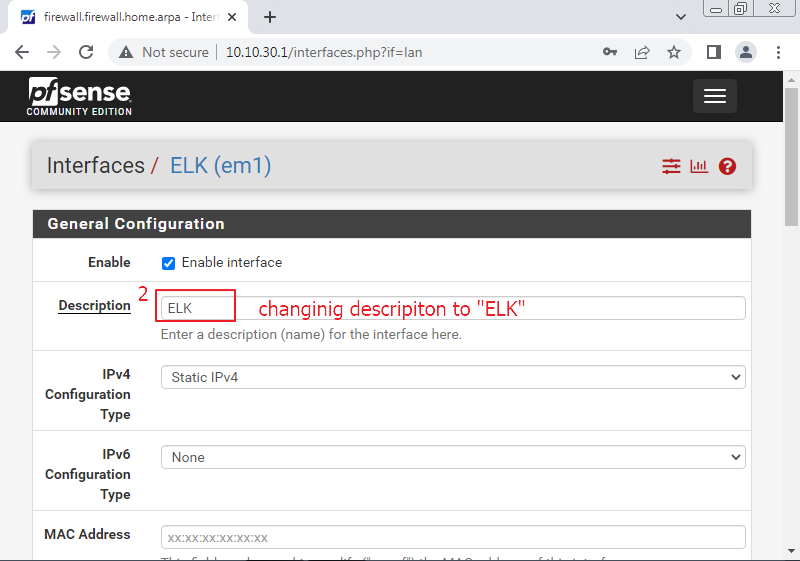 firewall.firewall.home.arpa - Inter
Not secure
10.10.30.1/interfaces.php?if=lan
pfsense
COMMUNITY EDITION
Interfaces / ELK (em1)
General Configuration
Enable
Enable interface
2
Description
ELK
changinig descripiton to "ELK"
Enter a description (name) for the interface here.
IPv4
Configuration
Type
Static IPv4
IPv6
Configuration
Type
None
MAC Address
xx:xx:xx:xx:xx:xx